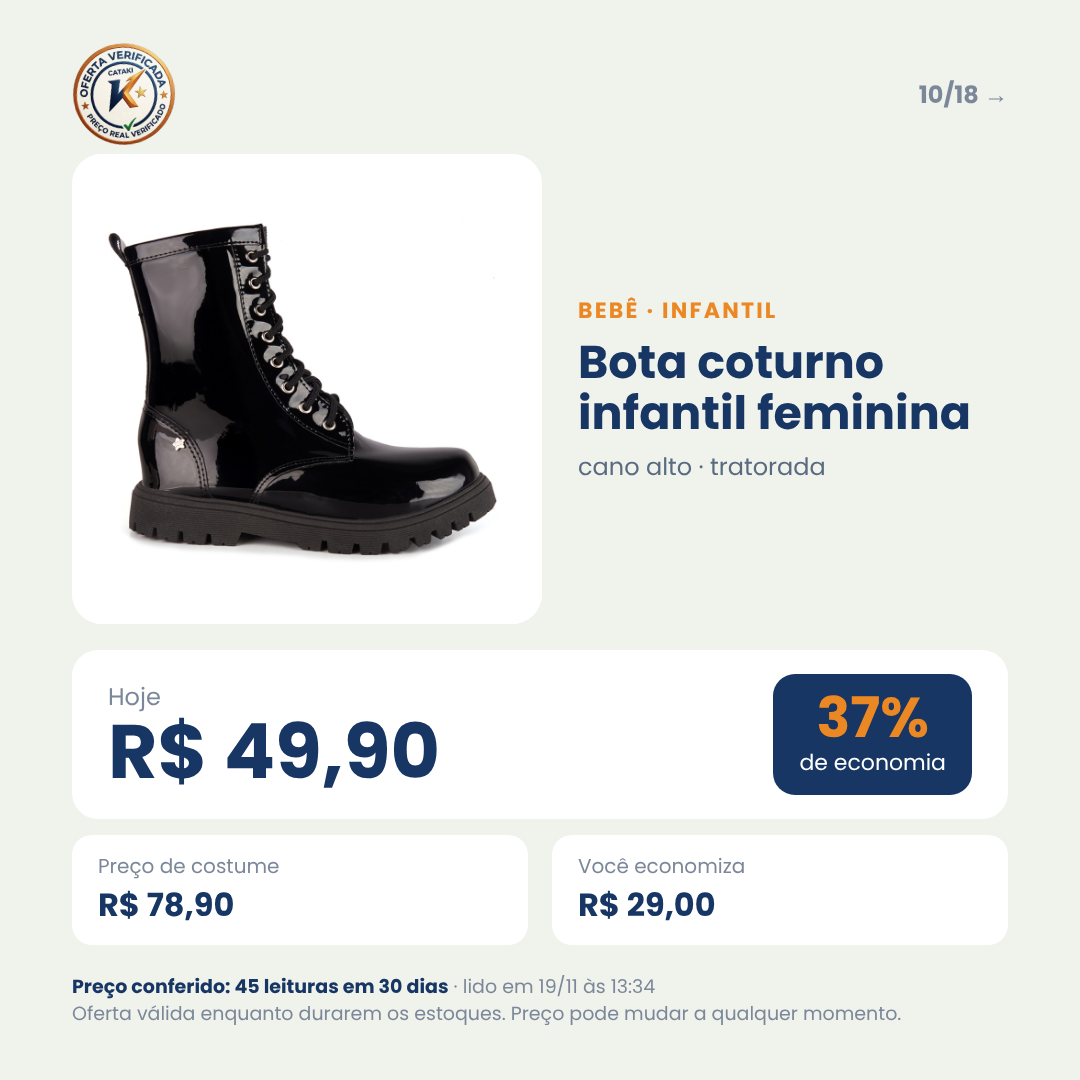 OFERTA VERIFICADA
CATAKI
K
PREÇO REAL VERIFICADO
10/18 →
BEBÊ · INFANTIL
Bota coturno
infantil feminina
cano alto · tratorada
Hoje
R$ 49,90
37%
de economia
Preço de costume
R$ 78,90
Você economiza
R$ 29,00
Preço conferido: 45 leituras em 30 dias · lido em 19/11 às 13:34
Oferta válida enquanto durarem os estoques. Preço pode mudar a qualquer momento.